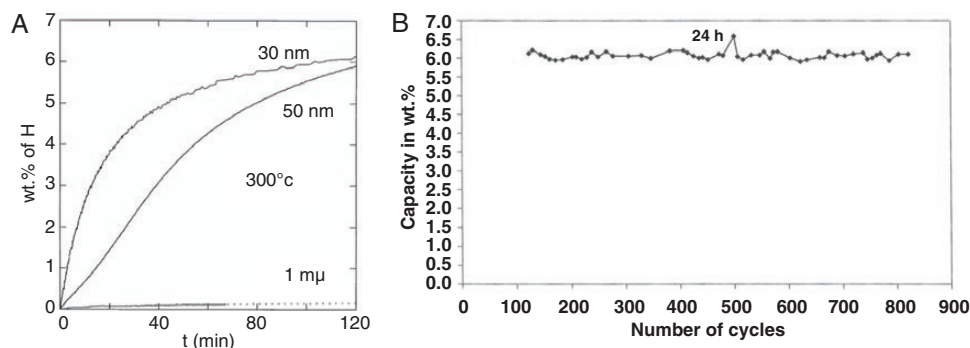 A
7
6
5
4
3
2
1
0
wt.% of H
30 nm
50 nm
300°c
1 mμ
0 40 80 120
t (min)
B
7.0
6.5
6.0
5.5
5.0
4.5
4.0
3.5
3.0
2.5
2.0
1.5
1.0
0.5
0.0
Capacity in wt.%
24 h
0 100 200 300 400 500 600 700 800 900
Number of cycles